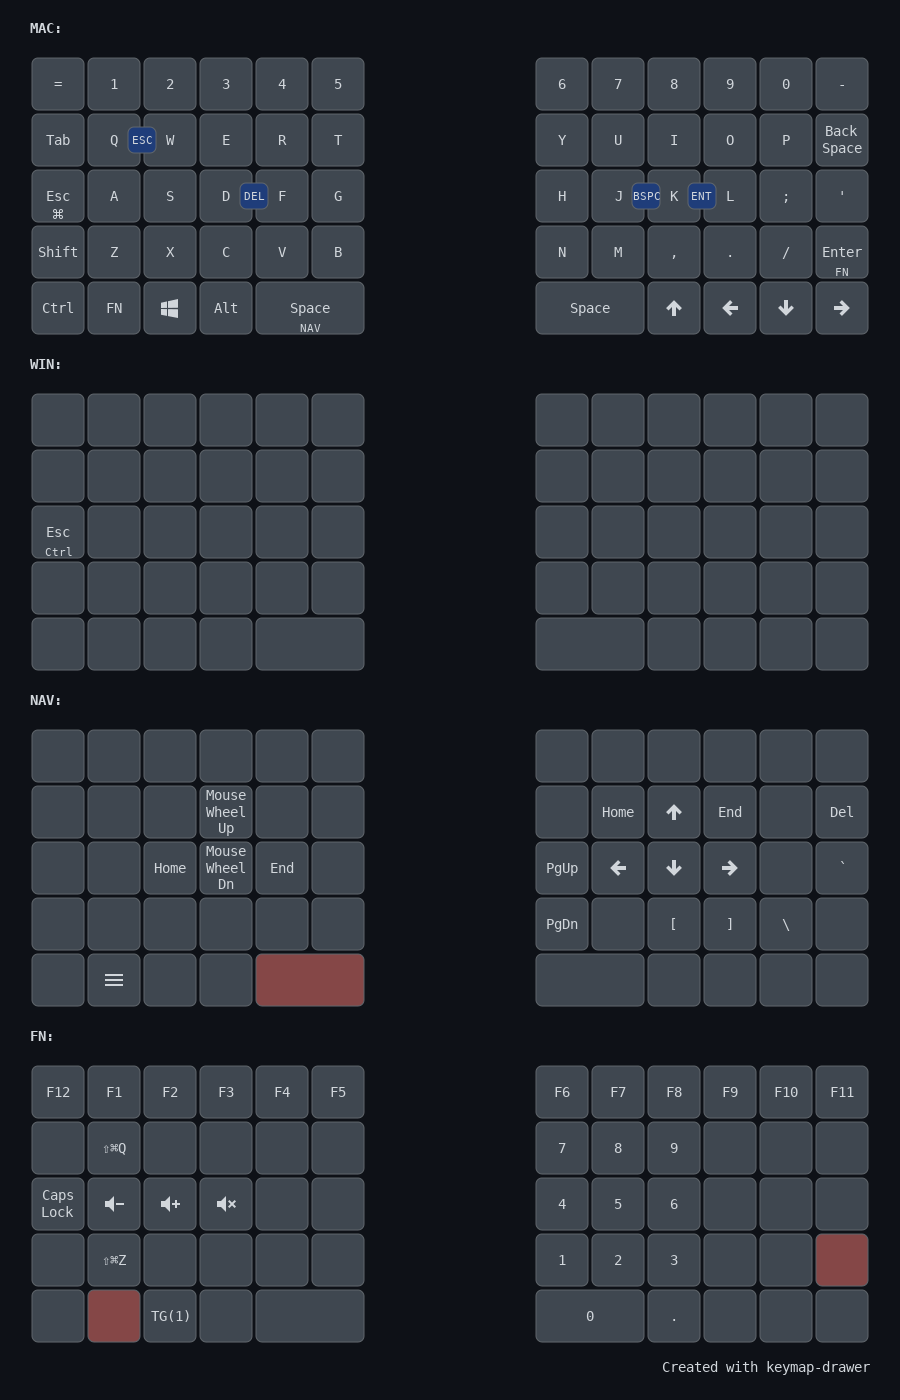 MAC:
= 1 2 3 4 5 6 7 8 9 0 -
Tab Q ESC W E R T Y U I O P Back Space
Esc ⌘ A S D DEL F G H J BSPC K ENT L ; '
Shift Z X C V B N M , . / Enter FN
Ctrl FN Alt Space NAV Space ↑ ← ↓ →
WIN:
Esc
Ctrl
NAV:
Mouse Wheel Up Home ↑ End Del
Home Mouse Wheel Dn End PgUp ← ↓ → `
PgDn [ ] \
FN:
F12 F1 F2 F3 F4 F5 F6 F7 F8 F9 F10 F11
⇧⌘Q 7 8 9
Caps Lock 4 5 6
⇧⌘Z 1 2 3
TG(1) 0 .
Created with keymap-drawer